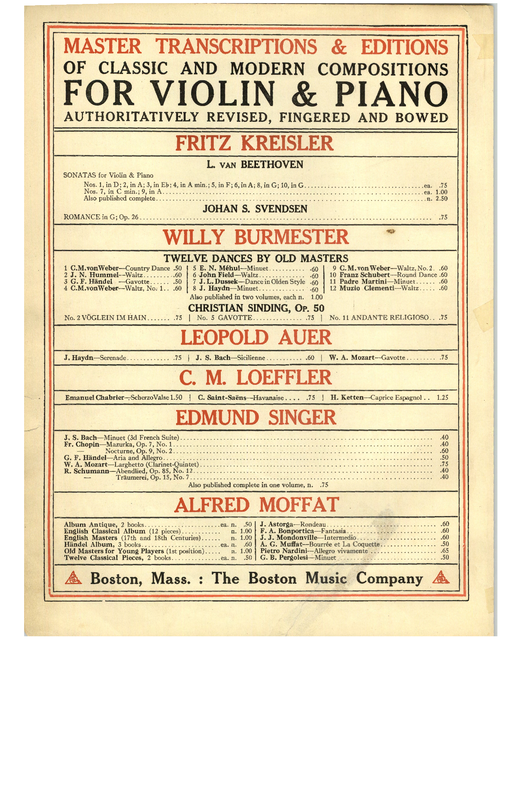 MASTER TRANSCRIPTIONS & EDITIONS
OF CLASSIC AND MODERN COMPOSITIONS
FOR VIOLIN & PIANO
AUTHORITATIVELY REVISED, FINGERED AND BOWED
FRITZ KREISLER
L. VAN BEETHOVEN
SONATAS for Violin & Piano
Nos. 1, in D; 2, in A; 3, in E♭; 4, in A min.; 5, in F; 6, in A; 8, in G; 10, in G ea. .75
Nos. 7, in C min.; 9, in A ea. 1.00
Also published complete n. 2.50
JOHAN S. SVENDSEN
ROMANCE in G; Op. 26 .75
WILLY BURMESTER
TWELVE DANCES BY OLD MASTERS
1 C.M.von Weber—Country Dance .50
2 J. N. Hummel—Waltz .60
3 G. F. Händel —Gavotte .50
4 C.M.von Weber—Waltz, No. 1 .60
5 E. N. Méhul—Minuet .60
6 John Field—Waltz .60
7 J. L. Dussek—Dance in Olden Style .60
8 J. Haydn—Minuet .60
9 C. M. von Weber—Waltz, No. 2 .60
10 Franz Schubert—Round Dance .60
11 Padre Martini—Minuet .60
12 Muzio Clementi—Waltz .60
Also published in two volumes, each n. 1.00
CHRISTIAN SINDING, Op. 50
No. 2 VÖGLEIN IM HAIN .75 | No. 5 GAVOTTE .75 | No. 11 ANDANTE RELIGIOSO .75
LEOPOLD AUER
J. Haydn—Serenade .75 | J. S. Bach—Sicilienne .60 | W. A. Mozart—Gavotte .75
C. M. LOEFFLER
Emanuel Chabrier—Scherzo Valse 1.50 | C. Saint-Saëns—Havanaise .75 | H. Ketten—Caprice Espagnol 1.25
EDMUND SINGER
J. S. Bach—Minuet (3d French Suite) .40
Fr. Chopin—Mazurka, Op. 7, No. 1 .40
— Nocturne, Op. 9, No. 2 .60
G. F. Händel—Aria and Allegro .50
W. A. Mozart—Larghetto (Clarinet-Quintet) .75
R. Schumann—Abendlied, Op. 85, No. 12 .40
— Träumerei, Op. 15, No. 7 .40
Also published complete in one volume, n. .75
ALFRED MOFFAT
Album Antique, 2 books ea. n. .50
English Classical Album (12 pieces) n. 1.00
English Masters (17th and 18th Centuries) n. 1.00
Händel Album, 3 books ea. n. .60
Old Masters for Young Players (1st position) n. 1.00
Twelve Classical Pieces, 2 books ea. n. .50
J. Astorga—Rondeau .60
F. A. Bonportica—Fantasia .60
J. J. Mondonville—Intermedio .60
A. G. Muffat—Bourrée et La Coquette .50
Pietro Nardini—Allegro vivamente .65
G. B. Pergolesi—Minuet .50
Boston, Mass. : The Boston Music Company